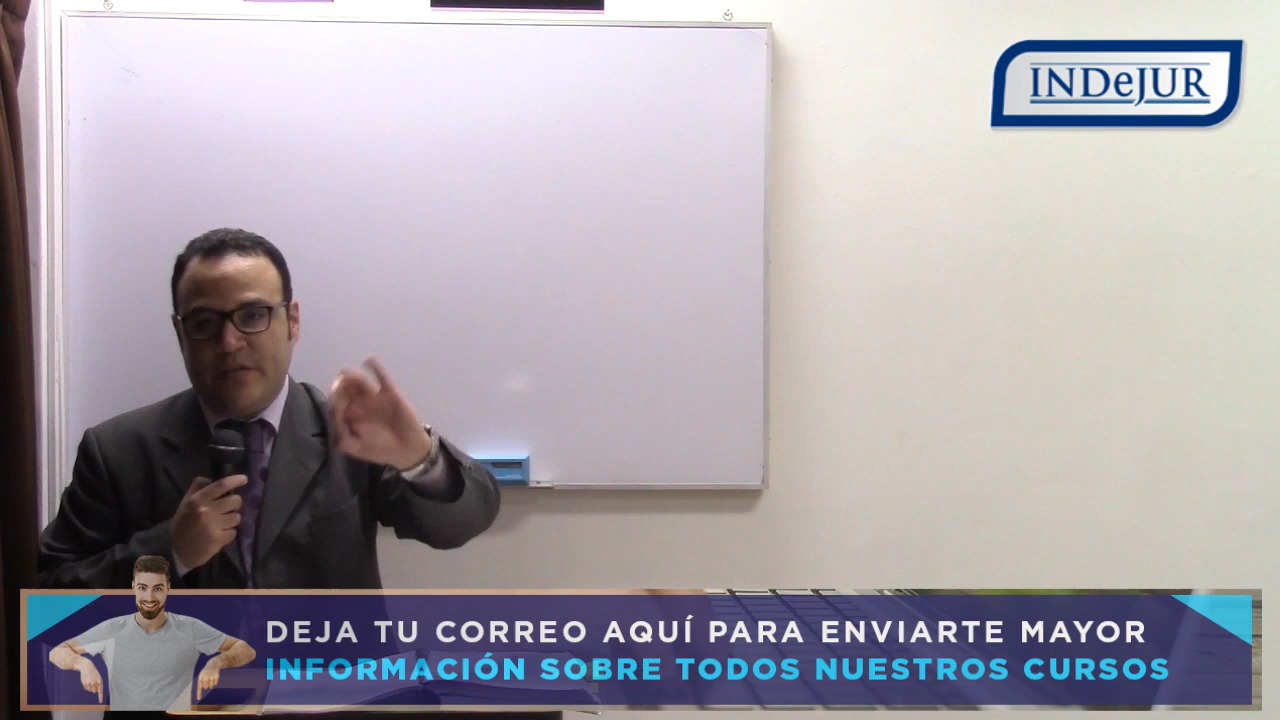 INDeJUR
DEJA TU CORREO AQUÍ PARA ENVIARTE MAYOR
INFORMACIÓN SOBRE TODOS NUESTROS CURSOS